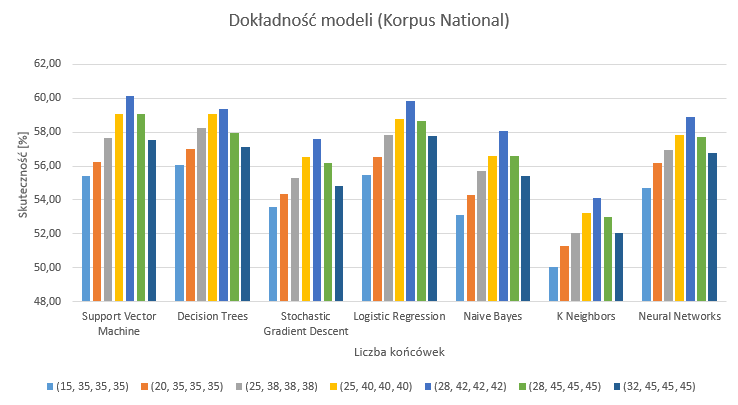 Dokładność modeli (Korpus National)
62,00
60,00
58,00
56,00
54,00
52,00
50,00
48,00
Skuteczność [%]
Support Vector
Machine
Decision Trees
Stochastic
Gradient Descent
Logistic Regression
Naive Bayes
K Neighbors
Neural Networks
Liczba końcówek
(15, 35, 35, 35) (20, 35, 35, 35) (25, 38, 38, 38) (25, 40, 40, 40) (28, 42, 42, 42) (28, 45, 45, 45) (32, 45, 45, 45)